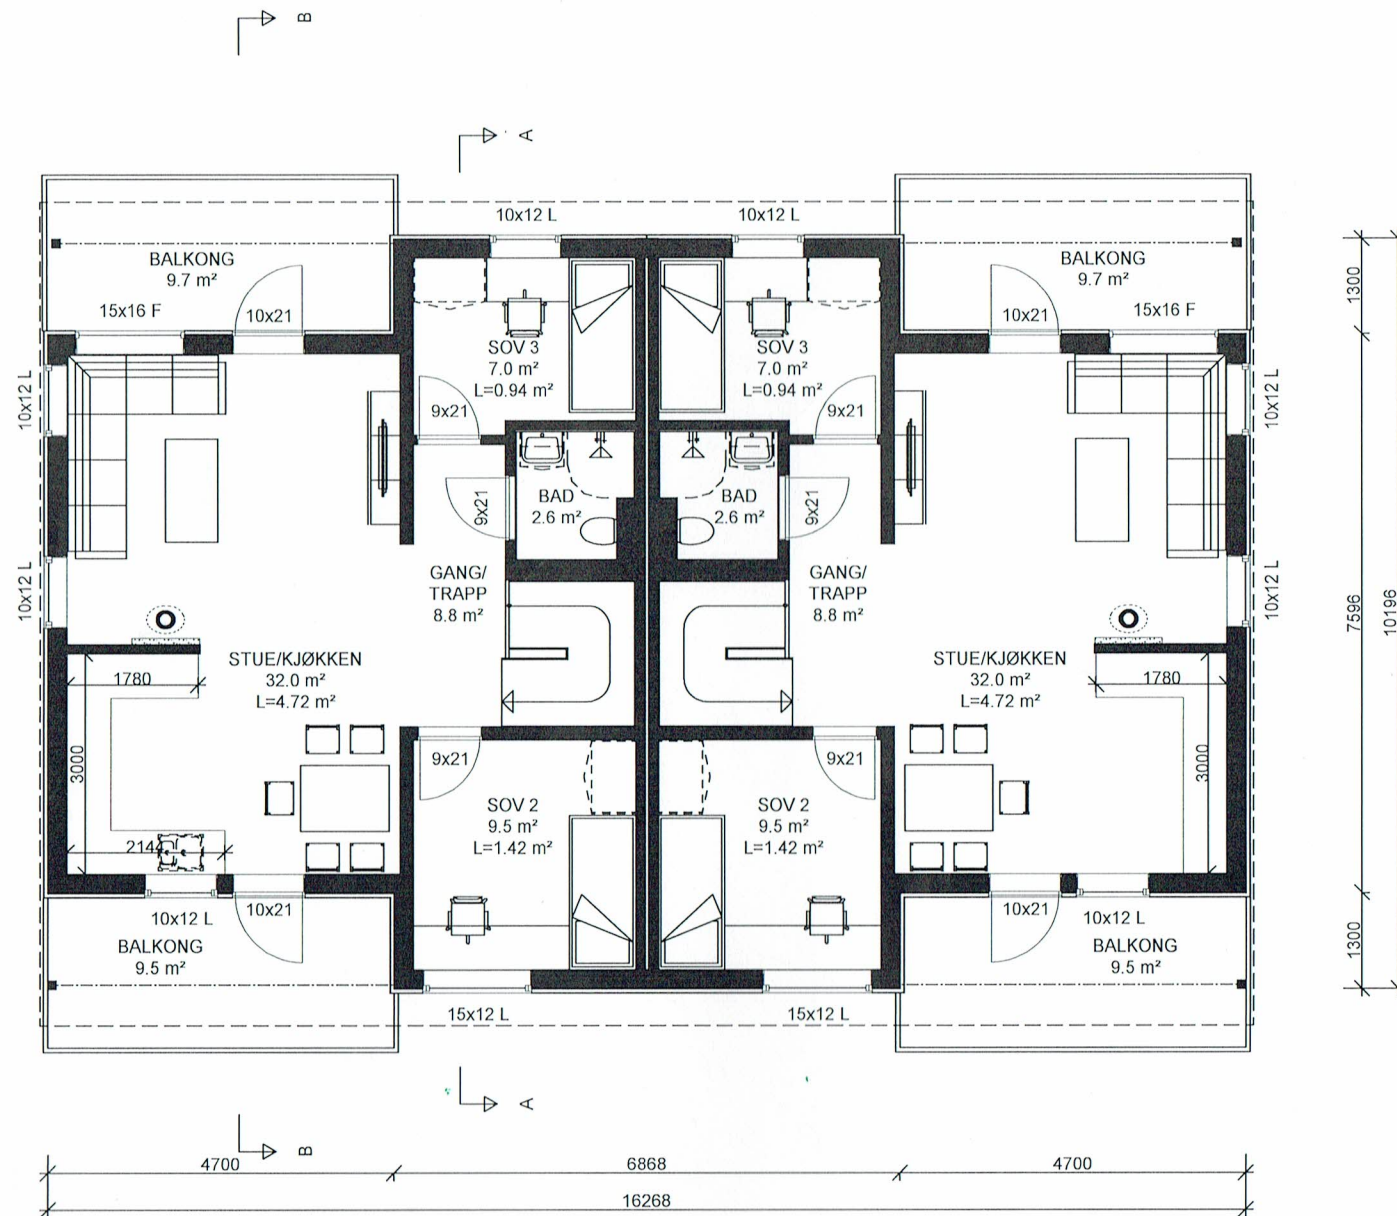 B
A
10x12 L
10x12 L
BALKONG
9.7 m²
BALKONG
9.7 m²
15x16 F
10x21
10x21
15x16 F
1300
SOV 3
7.0 m²
L=0.94 m²
SOV 3
7.0 m²
L=0.94 m²
10x12 L
10x12 L
9x21
9x21
BAD
2.6 m²
BAD
2.6 m²
9x21
9x21
10x12 L
10x12 L
GANG/
TRAPP
8.8 m²
GANG/
TRAPP
8.8 m²
7596
10196
STUE/KJØKKEN
32.0 m²
L=4.72 m²
STUE/KJØKKEN
32.0 m²
L=4.72 m²
1780
1780
3000
3000
9x21
9x21
SOV 2
9.5 m²
L=1.42 m²
SOV 2
9.5 m²
L=1.42 m²
2144
10x12 L
10x21
10x21
10x12 L
BALKONG
9.5 m²
BALKONG
9.5 m²
1300
15x12 L
15x12 L
A
B
4700
6868
4700
16268